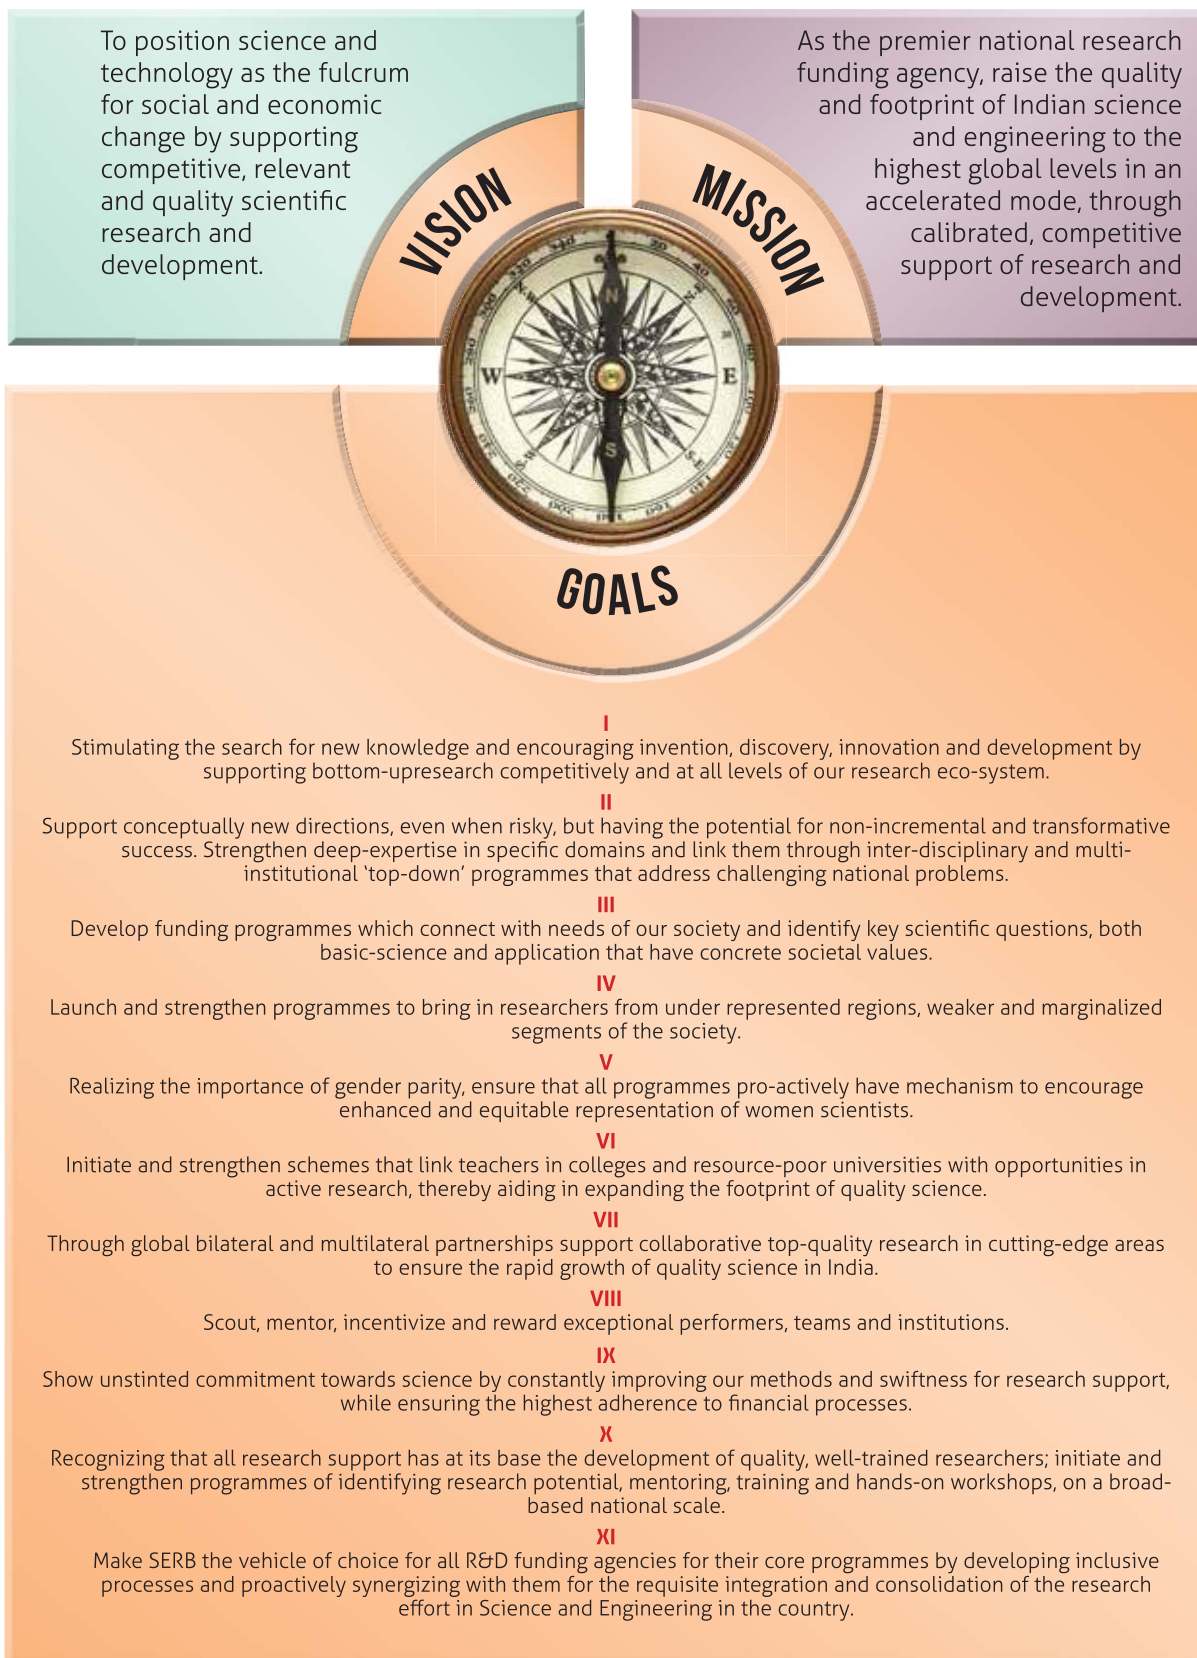 To position science and
technology as the fulcrum
for social and economic
change by supporting
competitive, relevant
and quality scientific
research and
development.
As the premier national research
funding agency, raise the quality
and footprint of Indian science
and engineering to the
highest global levels in an
accelerated mode, through
calibrated, competitive
support of research and
development.
VISION
MISSION
N
W
E
S
GOALS
I
Stimulating the search for new knowledge and encouraging invention, discovery, innovation and development by
supporting bottom-upresearch competitively and at all levels of our research eco-system.
II
Support conceptually new directions, even when risky, but having the potential for non-incremental and transformative
success. Strengthen deep-expertise in specific domains and link them through inter-disciplinary and multi-
institutional ‘top-down’ programmes that address challenging national problems.
III
Develop funding programmes which connect with needs of our society and identify key scientific questions, both
basic-science and application that have concrete societal values.
IV
Launch and strengthen programmes to bring in researchers from under represented regions, weaker and marginalized
segments of the society.
V
Realizing the importance of gender parity, ensure that all programmes pro-actively have mechanism to encourage
enhanced and equitable representation of women scientists.
VI
Initiate and strengthen schemes that link teachers in colleges and resource-poor universities with opportunities in
active research, thereby aiding in expanding the footprint of quality science.
VII
Through global bilateral and multilateral partnerships support collaborative top-quality research in cutting-edge areas
to ensure the rapid growth of quality science in India.
VIII
Scout, mentor, incentivize and reward exceptional performers, teams and institutions.
IX
Show unstinted commitment towards science by constantly improving our methods and swiftness for research support,
while ensuring the highest adherence to financial processes.
X
Recognizing that all research support has at its base the development of quality, well-trained researchers; initiate and
strengthen programmes of identifying research potential, mentoring, training and hands-on workshops, on a broad-
based national scale.
XI
Make SERB the vehicle of choice for all R&D funding agencies for their core programmes by developing inclusive
processes and proactively synergizing with them for the requisite integration and consolidation of the research
effort in Science and Engineering in the country.